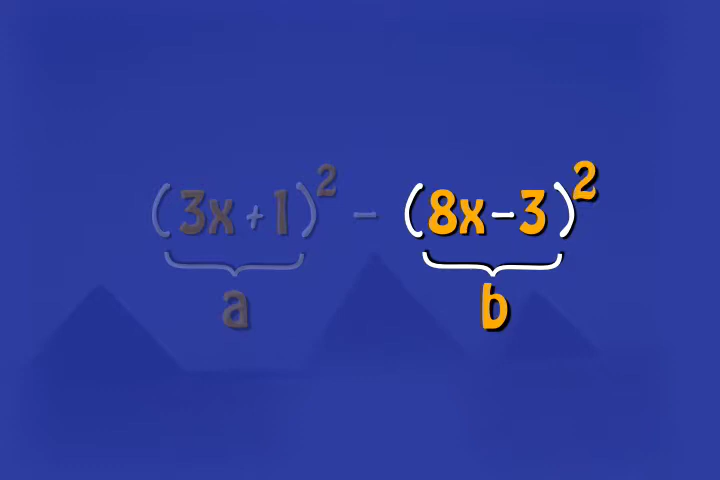 (3x+1)² - (8x-3)²
a b